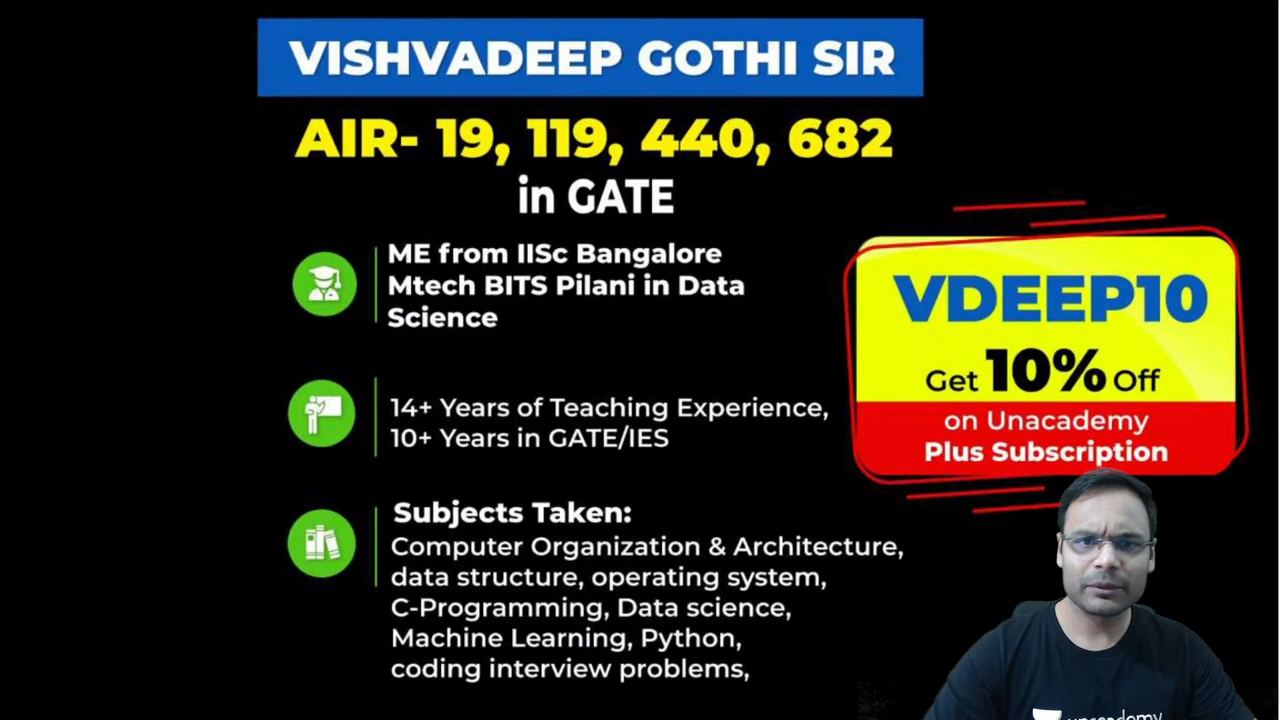 VISHVADEEP GOTHI SIR
AIR- 19, 119, 440, 682
in GATE
ME from IISc Bangalore
Mtech BITS Pilani in Data
Science
14+ Years of Teaching Experience,
10+ Years in GATE/IES
Subjects Taken:
Computer Organization & Architecture,
data structure, operating system,
C-Programming, Data science,
Machine Learning, Python,
coding interview problems,
VDEEP10
Get 10% Off
on Unacademy
Plus Subscription
unacademy